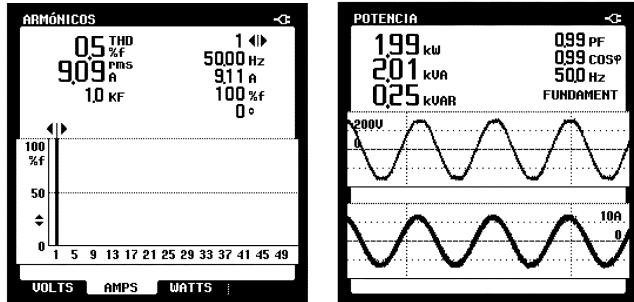 ARMÓNICOS
0,5 THD %f
9,09 rms A
1,0 KF
1
50,00 Hz
9,11 A
100 %f
0 °
100
%f
50
0
1 5 9 13 17 21 25 29 33 37 41 45 49
VOLTS AMPS WATTS
POTENCIA
1,99 kW
2,01 kVA
0,25 kVAR
0,99 PF
0,99 cosφ
50,0 Hz
FUNDAMENT
200V
0
10A
0